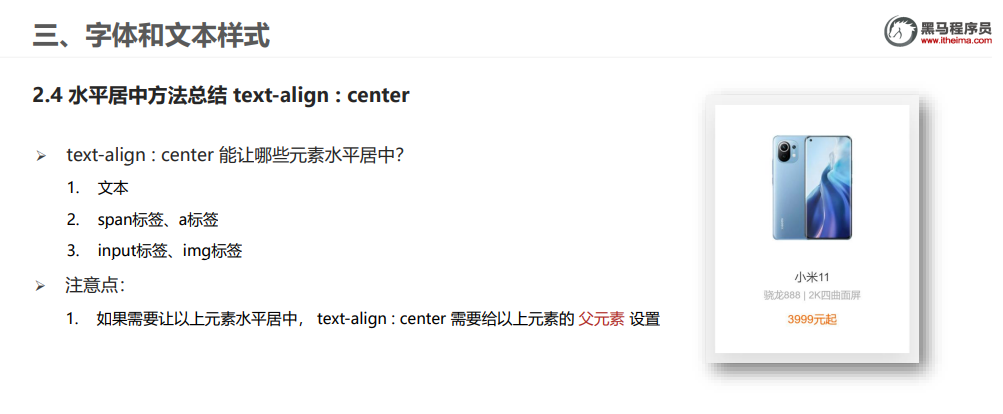 三、字体和文本样式
黑马程序员
www.itheima.com
2.4 水平居中方法总结 text-align : center
text-align : center 能让哪些元素水平居中？
1. 文本
2. span标签、a标签
3. input标签、img标签
注意点：
1. 如果需要让以上元素水平居中， text-align : center 需要给以上元素的 父元素 设置
小米11
骁龙888 | 2K四曲面屏
3999元起